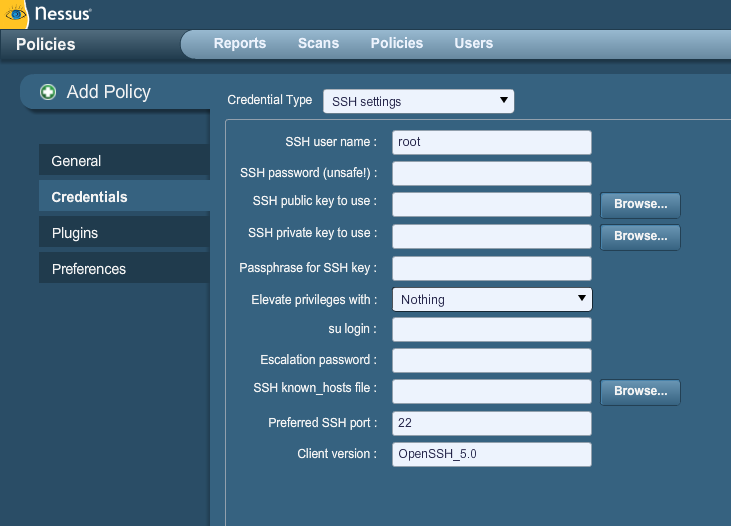 Nessus
Policies
Reports Scans Policies Users
Add Policy
General
Credentials
Plugins
Preferences
Credential Type SSH settings
SSH user name : root
SSH password (unsafe!) :
SSH public key to use : Browse...
SSH private key to use : Browse...
Passphrase for SSH key :
Elevate privileges with : Nothing
su login :
Escalation password :
SSH known_hosts file : Browse...
Preferred SSH port : 22
Client version : OpenSSH_5.0